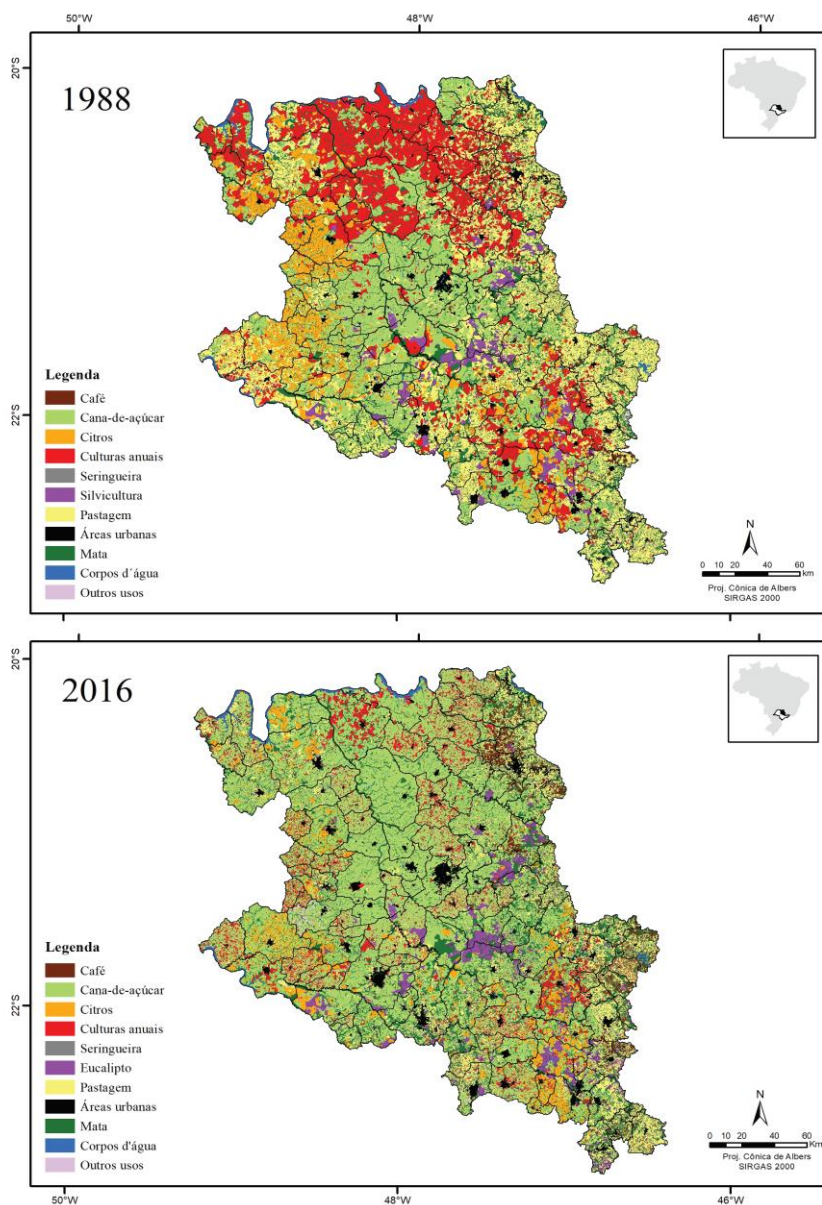 50°W 48°W 46°W
20°S
1988
22°S
Legenda
Café
Cana-de-açúcar
Citros
Culturas anuais
Seringueira
Silvicultura
Pastagem
Áreas urbanas
Mata
Corpos d´água
Outros usos
N
0 10 20 40 60
km
Proj. Cônica de Albers
SIRGAS 2000
50°W 48°W 46°W
20°S
2016
22°S
Legenda
Café
Cana-de-açúcar
Citros
Culturas anuais
Seringueira
Eucalipto
Pastagem
Áreas urbanas
Mata
Corpos d'água
Outros usos
N
0 10 20 40 60
Km
Proj. Cônica de Albers
SIRGAS 2000
50°W 48°W 46°W